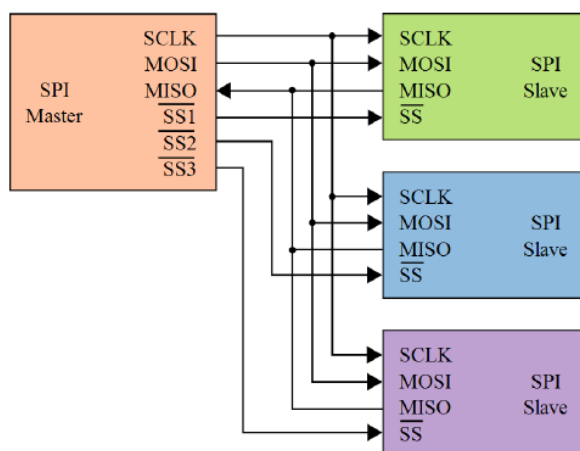 SPI
Master
SCLK
MOSI
MISO
SS1
SS2
SS3
SCLK
MOSI
MISO
SS
SPI
Slave
SCLK
MOSI
MISO
SS
SPI
Slave
SCLK
MOSI
MISO
SS
SPI
Slave